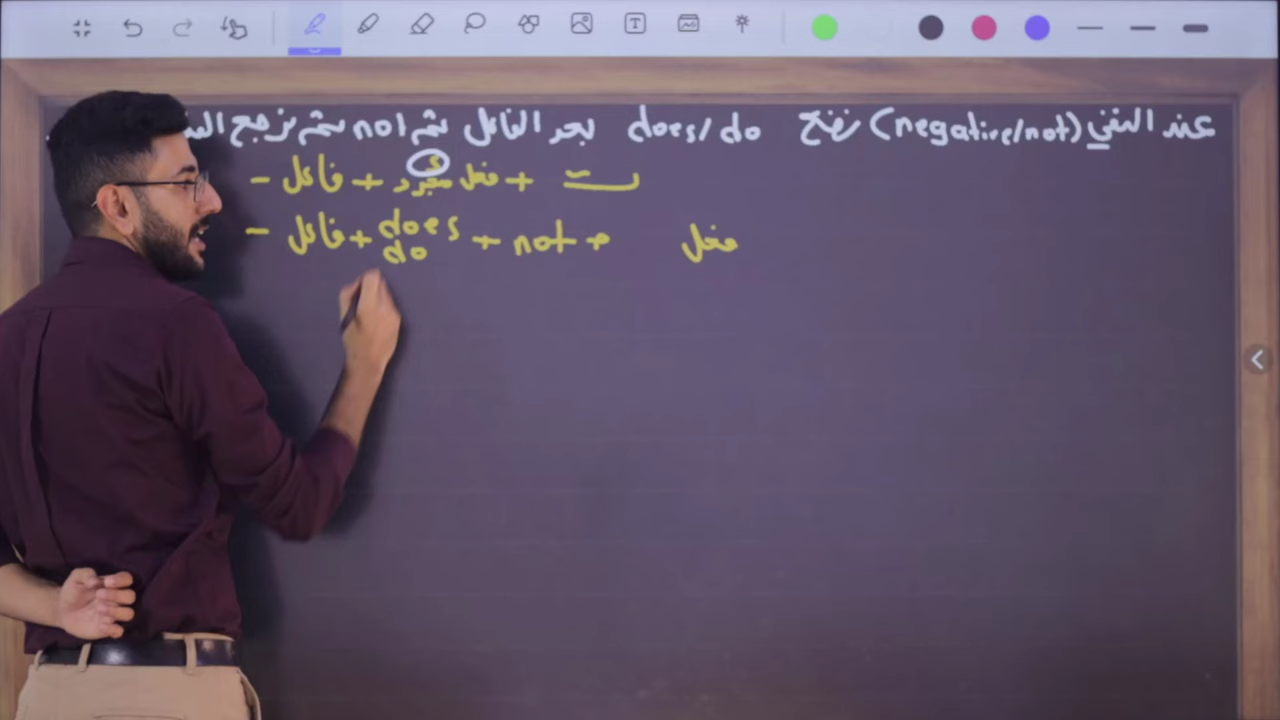 عند النفي (negative/not) نضع does/do بعد الفاعل ثم not ثم نرجع
- فاعل + فعل مجرد + تكملة
- فاعل + does do + not + فعل